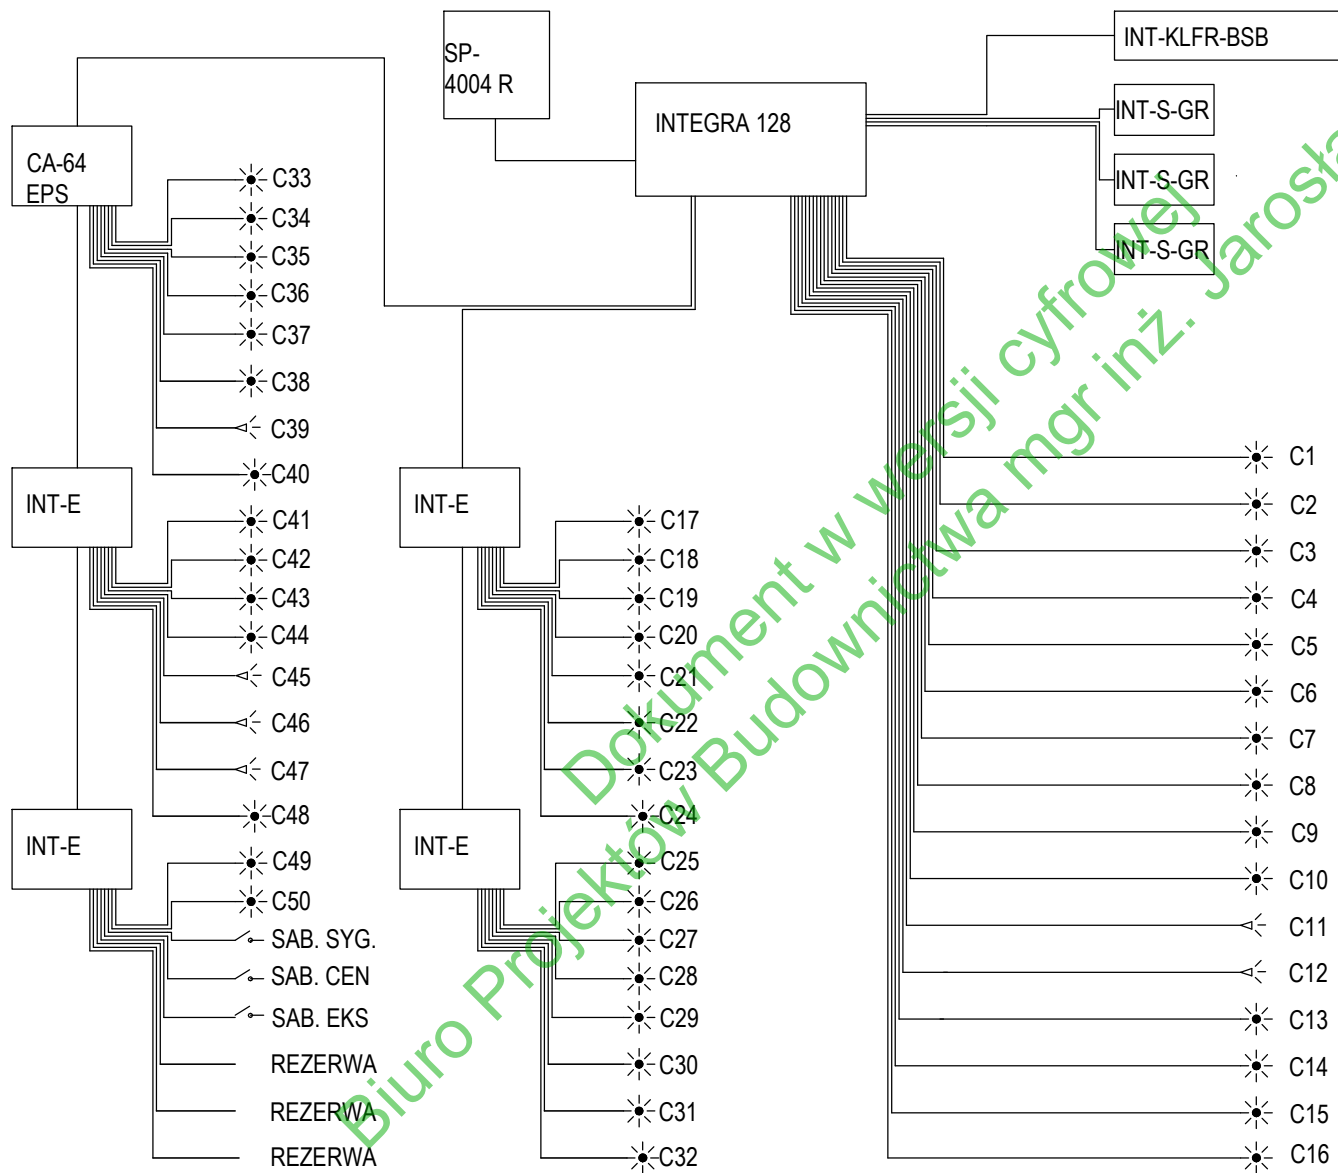 SP-
4004 R
INTEGRA 128
INT-KLFR-BSB
INT-S-GR
INT-S-GR
INT-S-GR
CA-64
EPS
C33
C34
C35
C36
C37
C38
C39
C40
INT-E
C41
C42
C43
C44
C45
C46
C47
C48
INT-E
C49
C50
SAB. SYG.
SAB. CEN
SAB. EKS
REZERWA
REZERWA
REZERWA
INT-E
C17
C18
C19
C20
C21
C22
C23
C24
INT-E
C25
C26
C27
C28
C29
C30
C31
C32
C1
C2
C3
C4
C5
C6
C7
C8
C9
C10
C11
C12
C13
C14
C15
C16
Dokument w wersji cyfrowej
Biuro Projektów Budownictwa mgr inż.